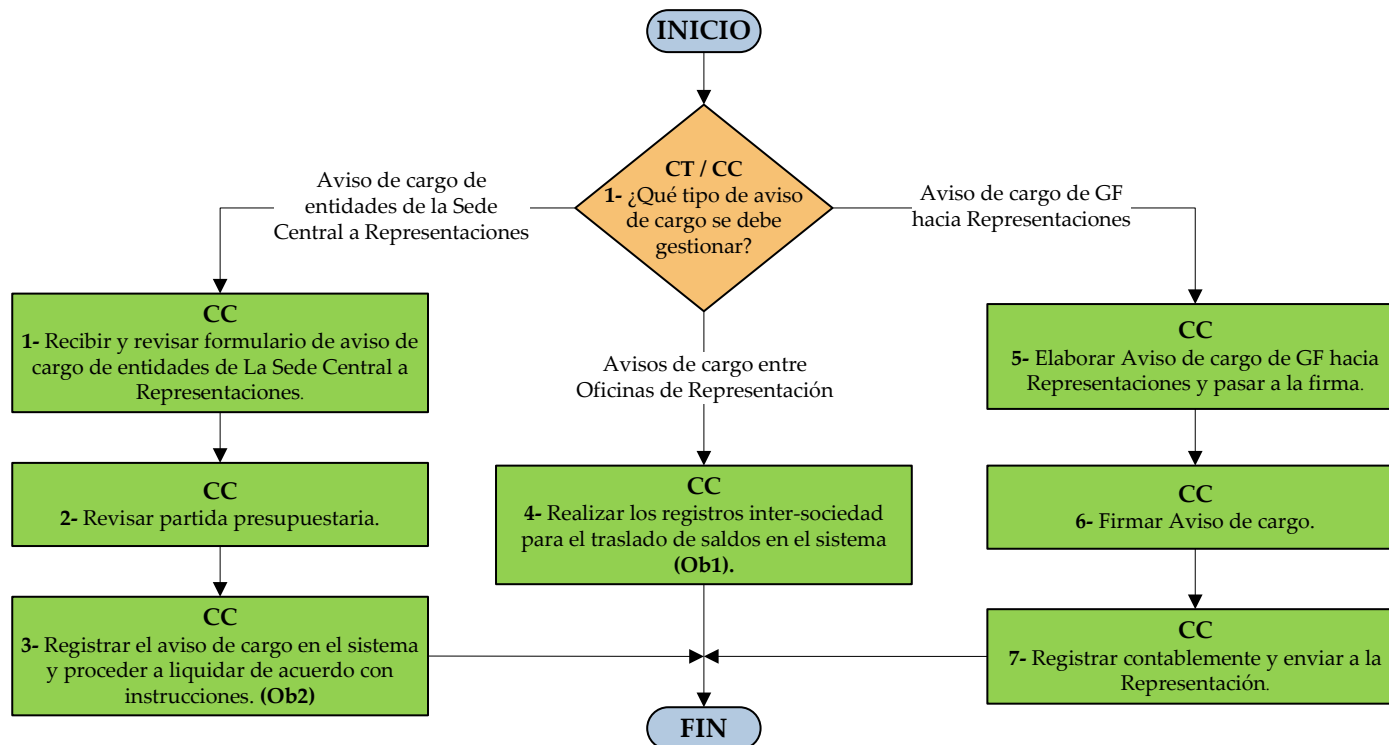 INICIO
CT / CC
1- ¿Qué tipo de aviso
de cargo se debe
gestionar?
Aviso de cargo de
entidades de la Sede
Central a Representaciones
Aviso de cargo de GF
hacia Representaciones
Avisos de cargo entre
Oficinas de Representación
CC
1- Recibir y revisar formulario de aviso de
cargo de entidades de La Sede Central a
Representaciones.
CC
2- Revisar partida presupuestaria.
CC
3- Registrar el aviso de cargo en el sistema
y proceder a liquidar de acuerdo con
instrucciones. (Ob2)
CC
4- Realizar los registros inter-sociedad
para el traslado de saldos en el sistema
(Ob1).
CC
5- Elaborar Aviso de cargo de GF hacia
Representaciones y pasar a la firma.
CC
6- Firmar Aviso de cargo.
CC
7- Registrar contablemente y enviar a la
Representación.
FIN